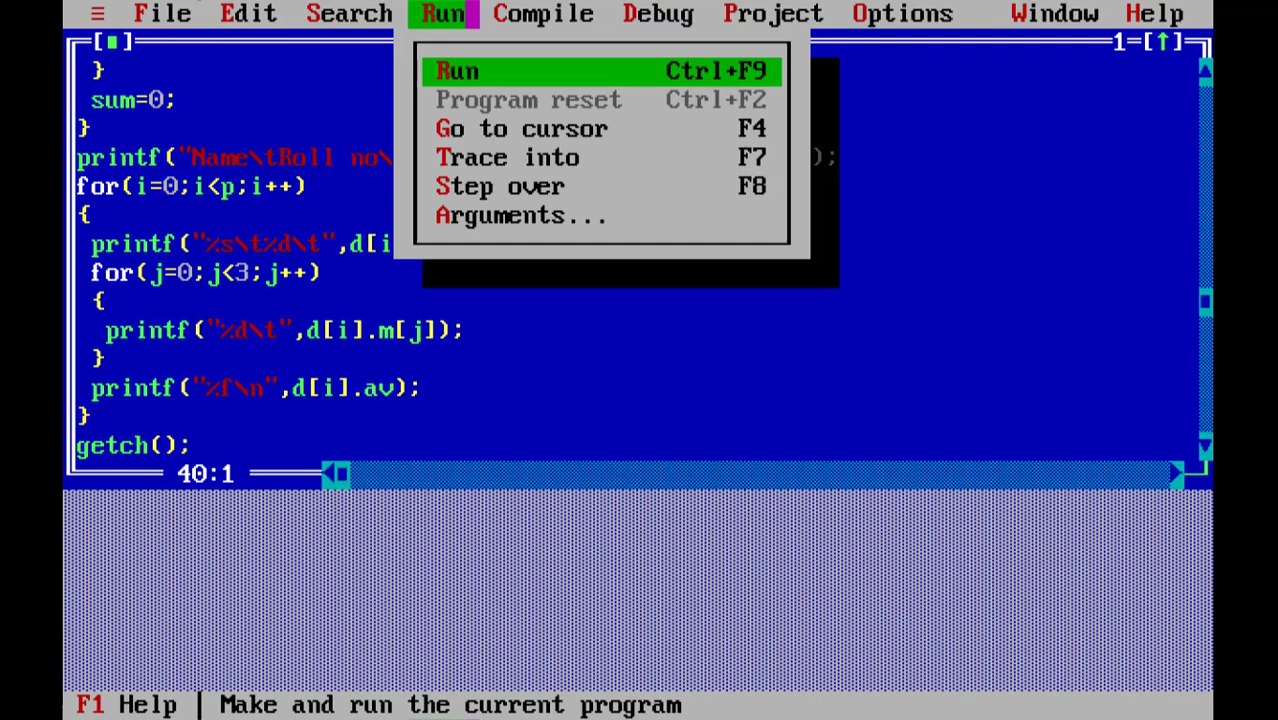 ≡ File Edit Search Run Compile Debug Project Options Window Help
[■] 1=[↑]
}
sum=0;
}
printf("Name\tRoll no\ );
for(i=0;i<p;i++)
{
printf("%s\t%d\t",d[i
for(j=0;j<3;j++)
{
printf("%d\t",d[i].m[j]);
}
printf("%f\n",d[i].av);
}
getch();
40:1
Run Ctrl+F9
Program reset Ctrl+F2
Go to cursor F4
Trace into F7
Step over F8
Arguments...
F1 Help | Make and run the current program